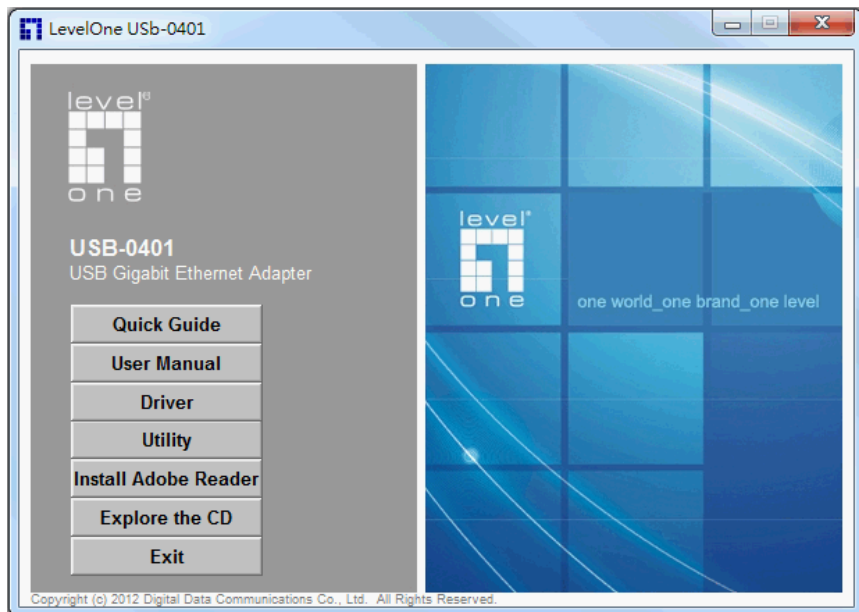 LevelOne USb-0401
level®
one
USB-0401
USB Gigabit Ethernet Adapter
Quick Guide
User Manual
Driver
Utility
Install Adobe Reader
Explore the CD
Exit
level®
one
one world_one brand_one level
Copyright (c) 2012 Digital Data Communications Co., Ltd. All Rights Reserved.